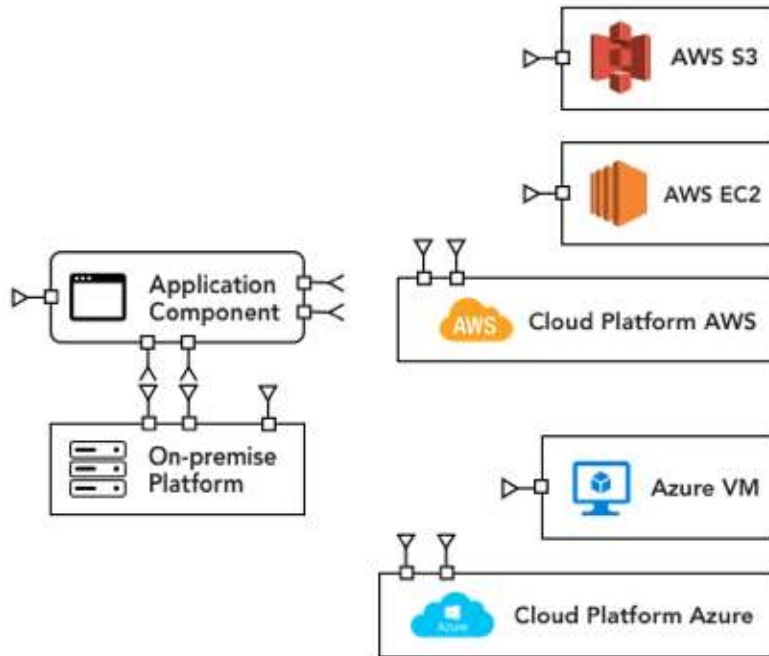 AWS S3
AWS EC2
Application
Component
AWS
Cloud Platform AWS
On-premise
Platform
Azure VM
Azure
Cloud Platform Azure